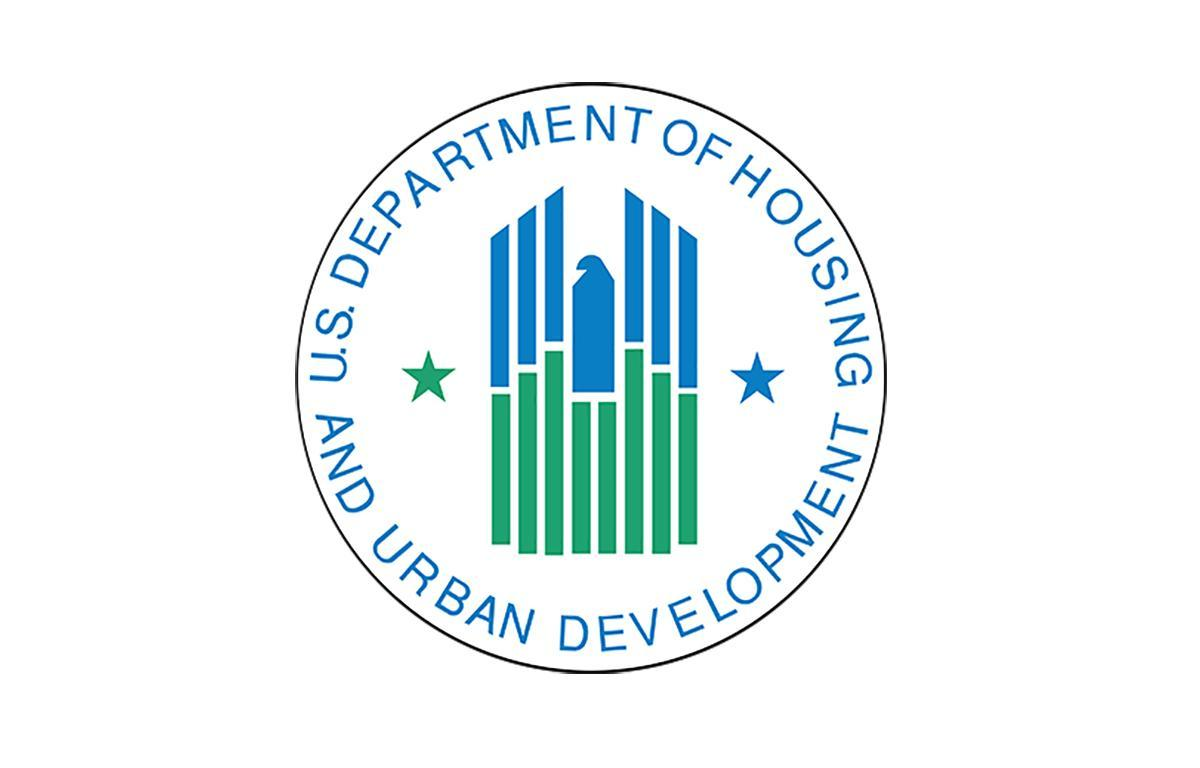 U.S. DEPARTMENT OF HOUSING
AND URBAN DEVELOPMENT